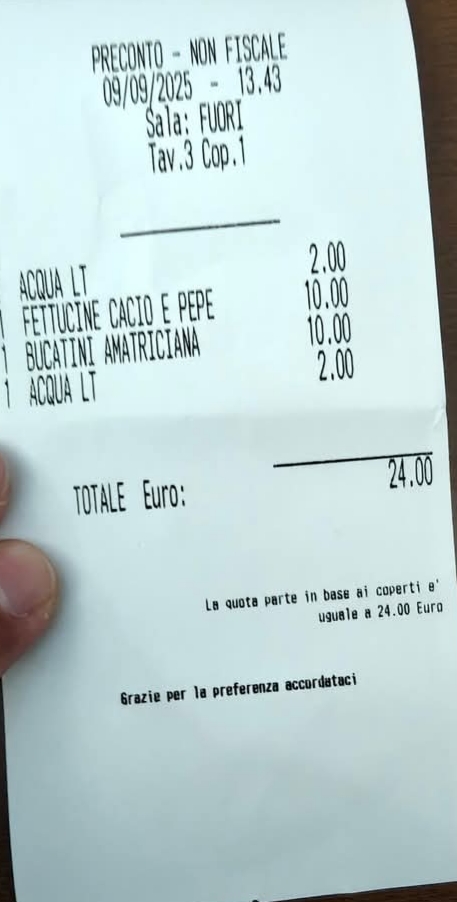 PRECONTO - NON FISCALE
09/09/2025 - 13.43
Sala: FUORI
Tav.3 Cop.1
ACQUA LT 2.00
1 FETTUCINE CACIO E PEPE 10.00
1 BUCATINI AMATRICIANA 10.00
1 ACQUA LT 2.00
TOTALE Euro: 24.00
La quota parte in base ai coperti e'
uguale a 24.00 Euro
Grazie per la preferenza accordataci